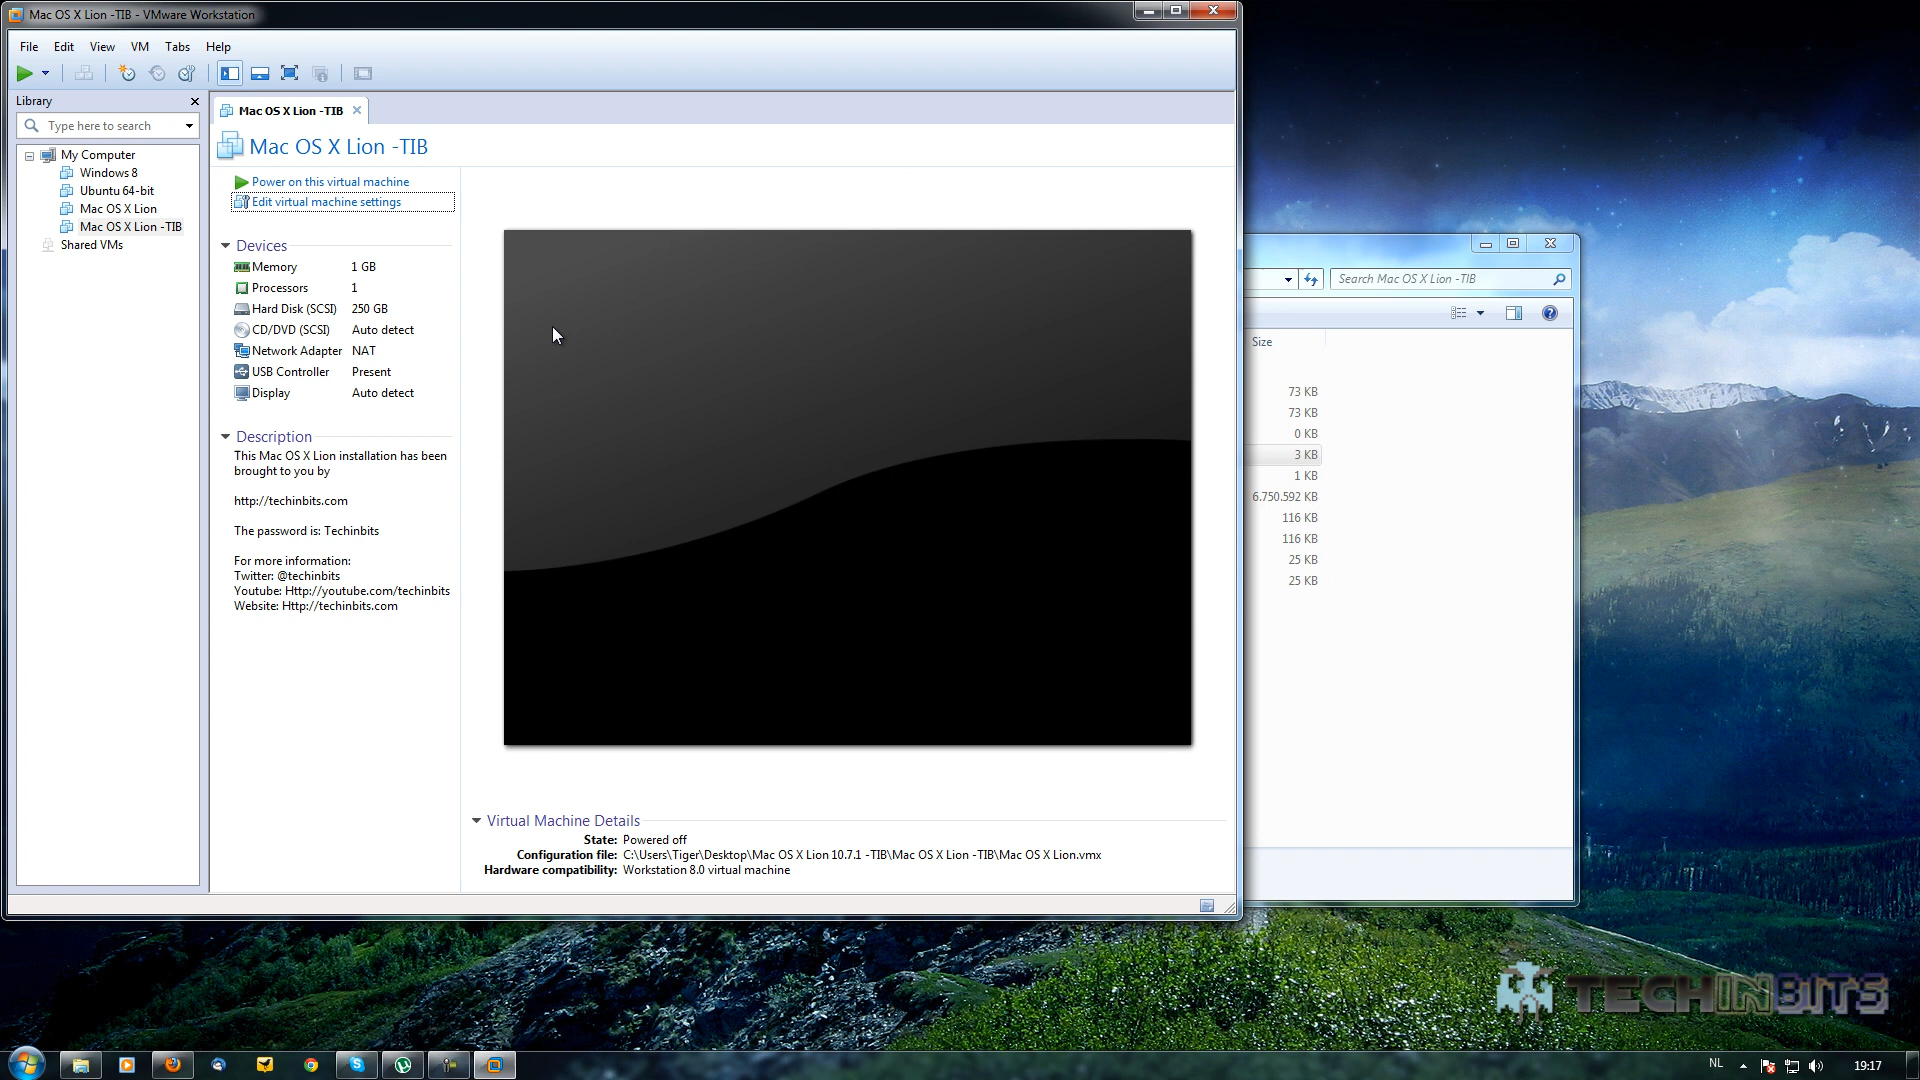 Mac OS X Lion -TIB - VMware Workstation
File Edit View VM Tabs Help
Library
Type here to search
My Computer
Windows 8
Ubuntu 64-bit
Mac OS X Lion
Mac OS X Lion -TIB
Shared VMs
Mac OS X Lion -TIB
Mac OS X Lion -TIB
Power on this virtual machine
Edit virtual machine settings
Devices
Memory 1 GB
Processors 1
Hard Disk (SCSI) 250 GB
CD/DVD (SCSI) Auto detect
Network Adapter NAT
USB Controller Present
Display Auto detect
Description
This Mac OS X Lion installation has been
brought to you by
http://techinbits.com
The password is: Techinbits
For more information:
Twitter: @techinbits
Youtube: Http://youtube.com/techinbits
Website: Http://techinbits.com
Virtual Machine Details
State: Powered off
Configuration file: C:\Users\Tiger\Desktop\Mac OS X Lion 10.7.1 -TIB\Mac OS X Lion -TIB\Mac OS X Lion.vmx
Hardware compatibility: Workstation 8.0 virtual machine
Search Mac OS X Lion -TIB
Size
73 KB
73 KB
0 KB
3 KB
1 KB
6.750.592 KB
116 KB
116 KB
25 KB
25 KB
TECHINBITS
NL
19:17